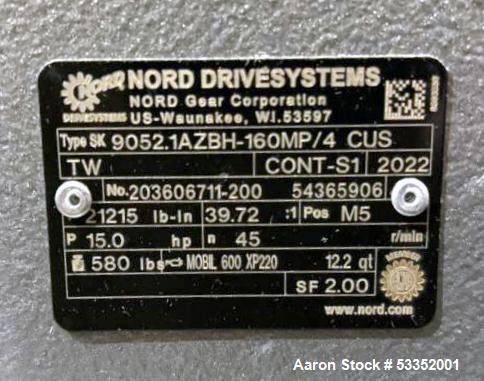 NORD DRIVESYSTEMS
NORD DRIVESYSTEMS
NORD Gear Corporation
US-Waunakee, WI.53597
Type SK 9052.1AZBH-160MP/4 CUS
TW CONT-S1 2022
No. 203606711-200 54365906
21215 lb-in 39.72 :1 Pos M5
P 15.0 hp n 45 r/min
580 lbs MOBIL 600 XP220 12.2 qt
MEMBER
SF 2.00
www.nord.com
Aaron Stock # 53352001